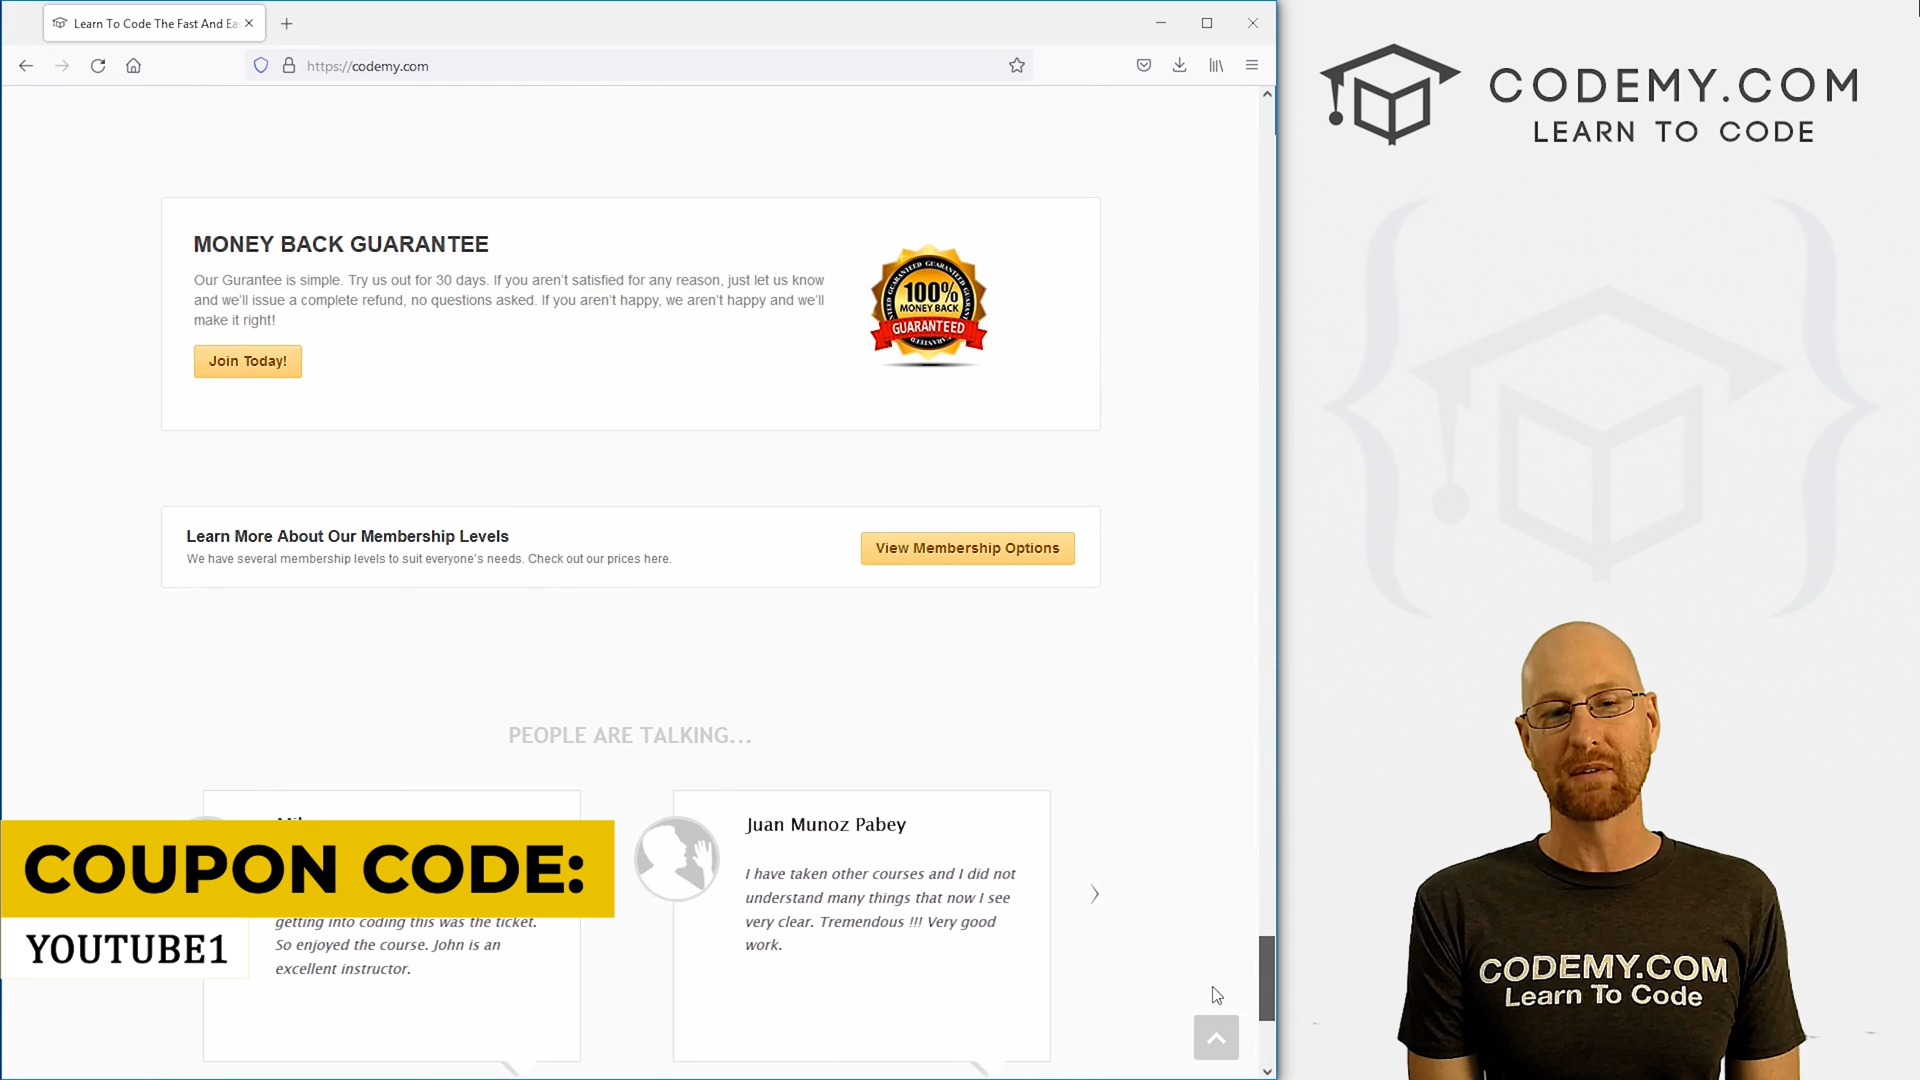 Learn To Code The Fast And Ea
https://codemy.com
CODEMY.COM
LEARN TO CODE
MONEY BACK GUARANTEE
Our Gurantee is simple. Try us out for 30 days. If you aren't satisfied for any reason, just let us know
and we'll issue a complete refund, no questions asked. If you aren't happy, we aren't happy and we'll
make it right!
Join Today!
GUARANTEED GUARANTEED
100%
MONEY BACK
GUARANTEED
Learn More About Our Membership Levels
We have several membership levels to suit everyone's needs. Check out our prices here.
View Membership Options
PEOPLE ARE TALKING...
COUPON CODE:
YOUTUBE1
getting into coding this was the ticket.
So enjoyed the course. John is an
excellent instructor.
Juan Munoz Pabey
I have taken other courses and I did not
understand many things that now I see
very clear. Tremendous !!! Very good
work.
CODEMY.COM
Learn To Code